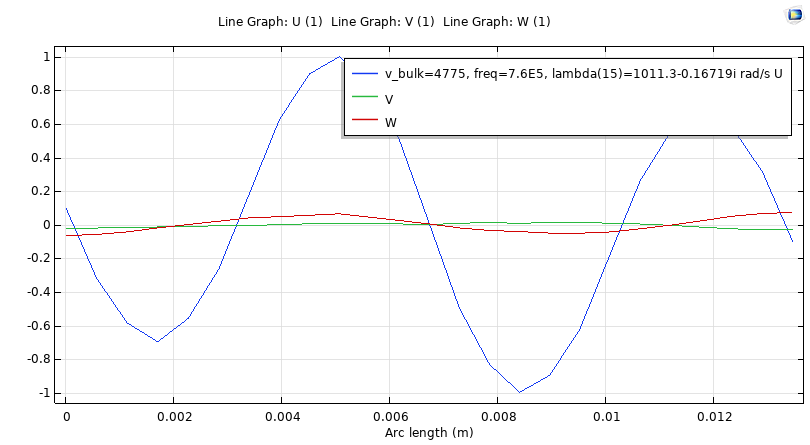 Line Graph: U (1)  Line Graph: V (1)  Line Graph: W (1)
v_bulk=4775, freq=7.6E5, lambda(15)=1011.3-0.16719i rad/s U
V
W
1
0.8
0.6
0.4
0.2
0
-0.2
-0.4
-0.6
-0.8
-1
0 0.002 0.004 0.006 0.008 0.01 0.012
Arc length (m)